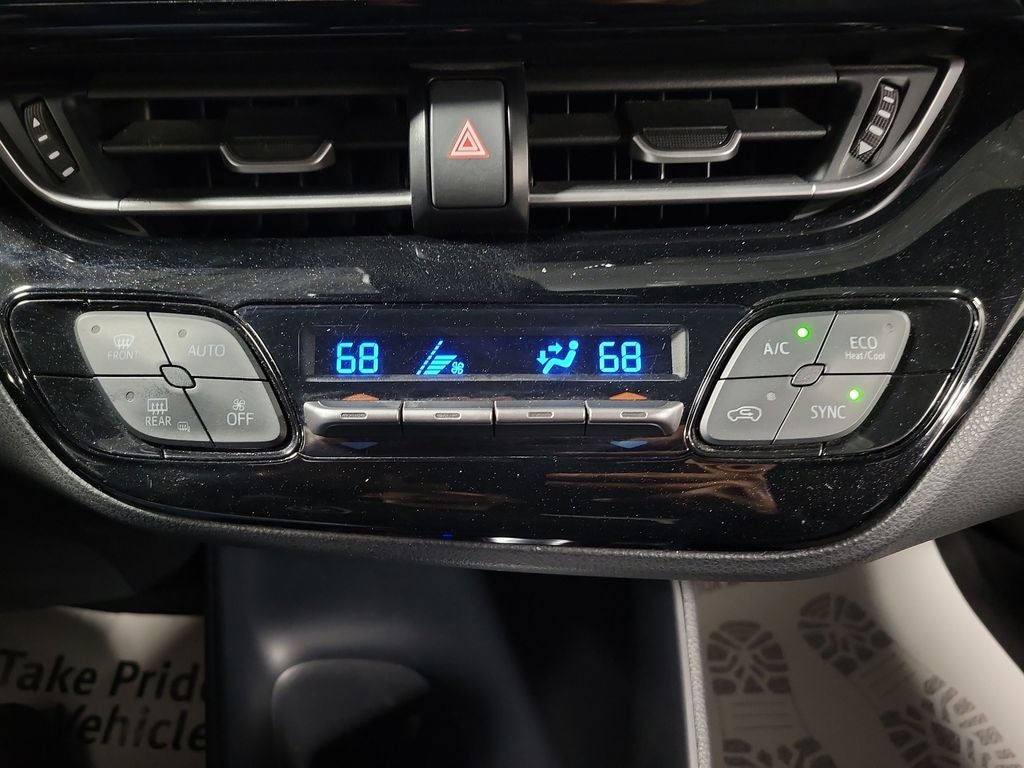 FRONT
AUTO
REAR
OFF
68
68
A/C
ECO
Heat/Cool
SYNC
Take Prid
Vehicle